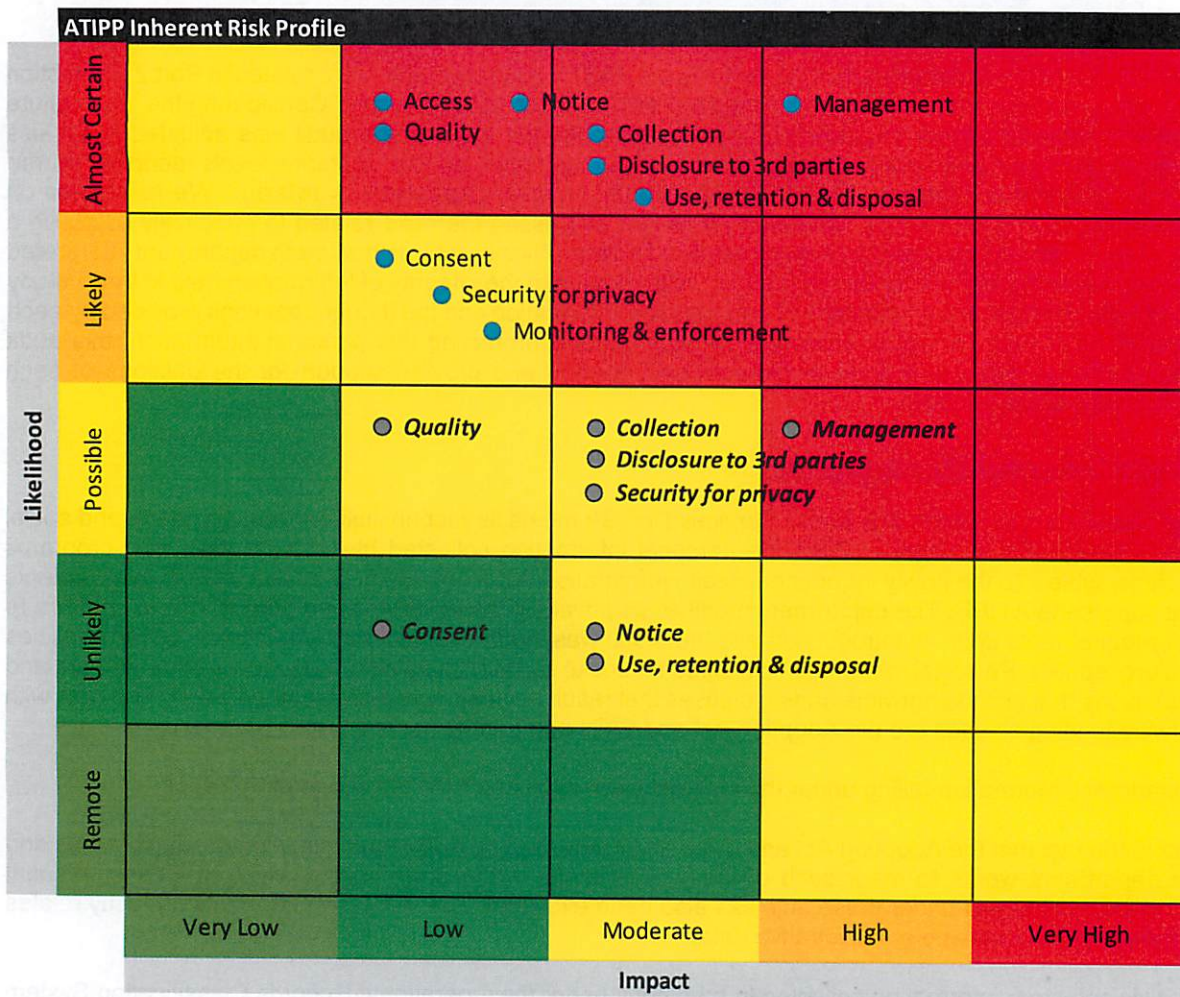 ATIPP Inherent Risk Profile
Likelihood
Almost Certain
Access
Notice
Management
Quality
Collection
Disclosure to 3rd parties
Use, retention & disposal
Likely
Consent
Security for privacy
Monitoring & enforcement
Possible
Quality
Collection
Management
Disclosure to 3rd parties
Security for privacy
Unlikely
Consent
Notice
Use, retention & disposal
Remote
Very Low
Low
Moderate
High
Very High
Impact